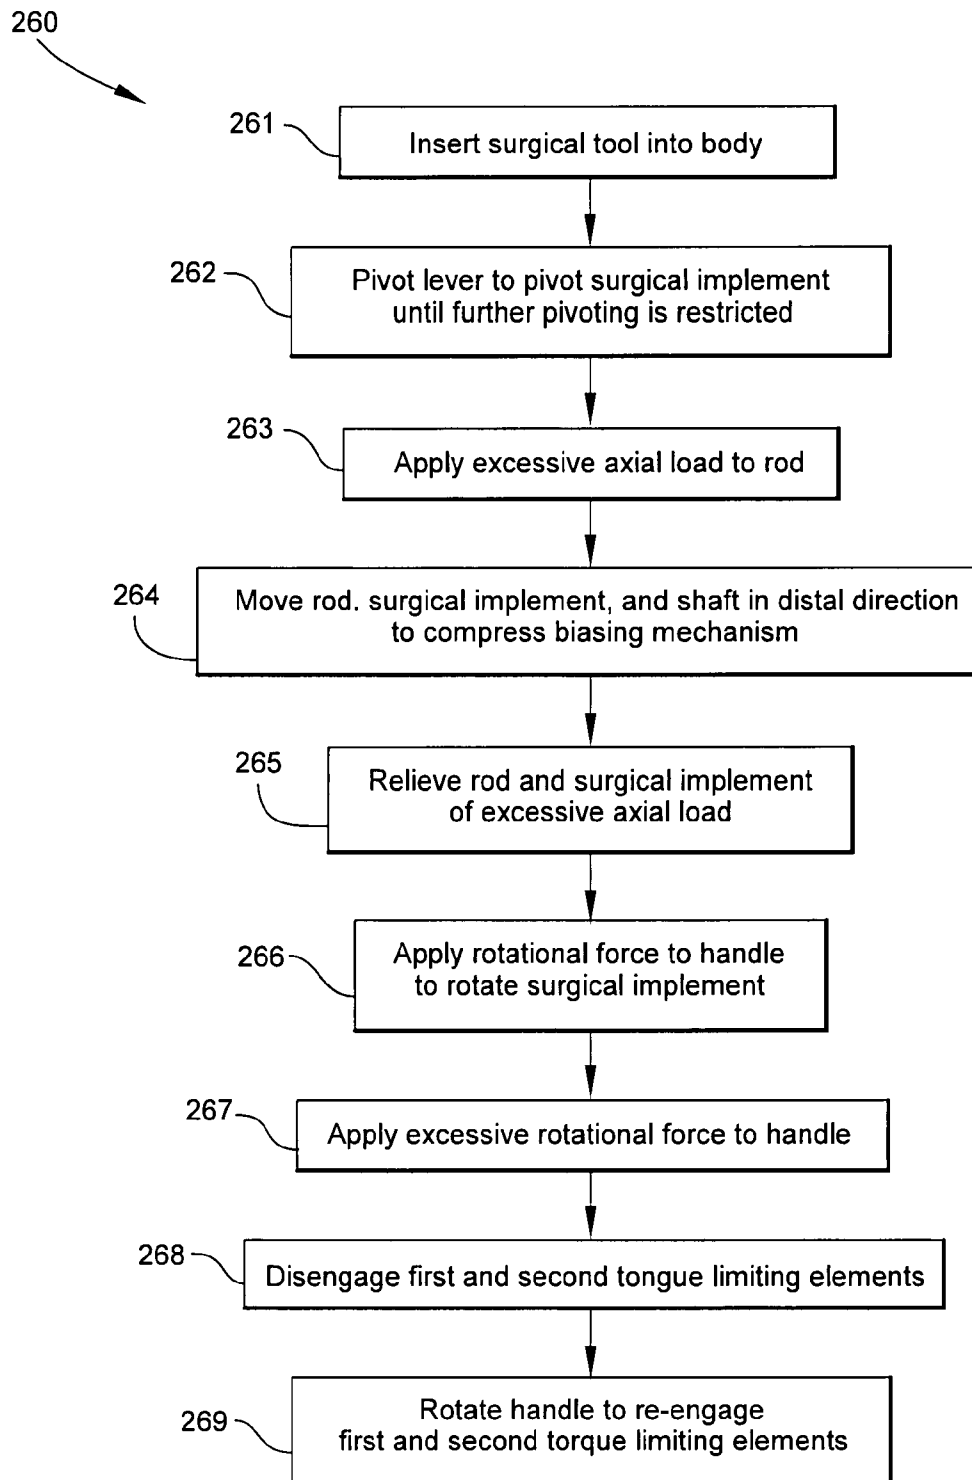 260
261
Insert surgical tool into body
262
Pivot lever to pivot surgical implement
until further pivoting is restricted
263
Apply excessive axial load to rod
264
Move rod. surgical implement, and shaft in distal direction
to compress biasing mechanism
265
Relieve rod and surgical implement
of excessive axial load
266
Apply rotational force to handle
to rotate surgical implement
267
Apply excessive rotational force to handle
268
Disengage first and second tongue limiting elements
269
Rotate handle to re-engage
first and second torque limiting elements